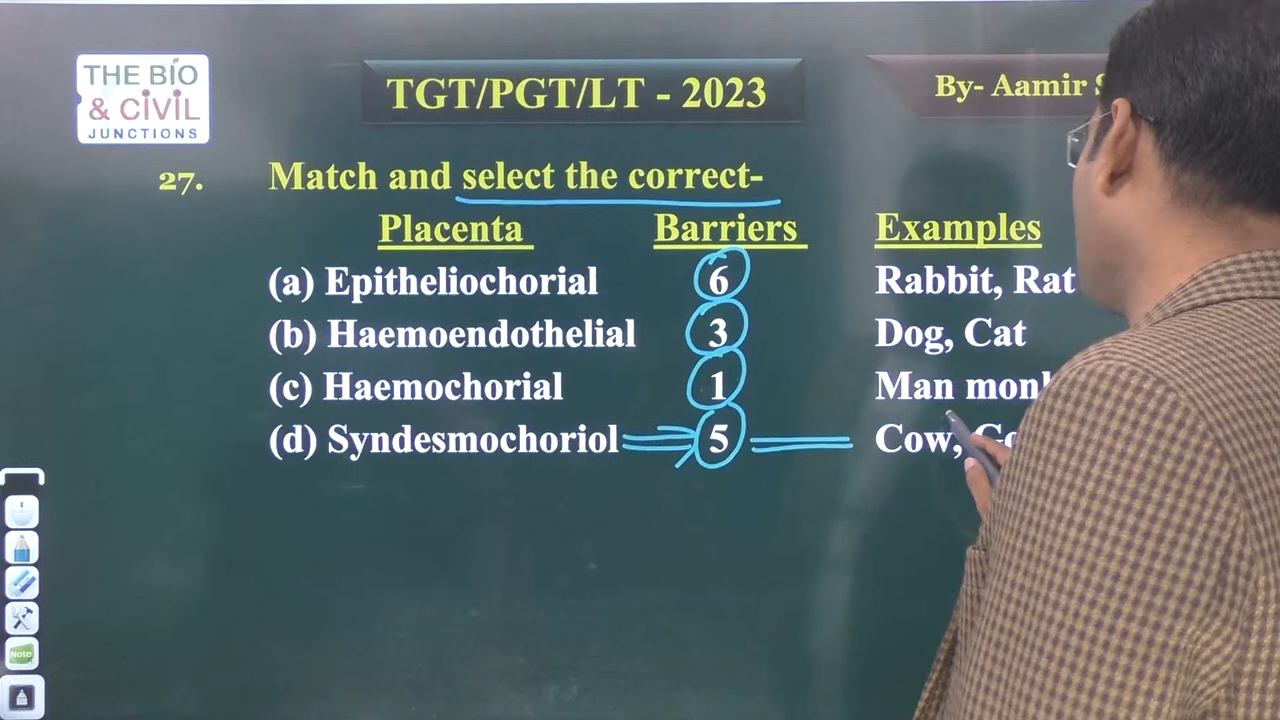 THE BIO
& CIVIL
JUNCTIONS
TGT/PGT/LT - 2023
By- Aamir
27. Match and select the correct-
Placenta Barriers Examples
(a) Epitheliochorial 6 Rabbit, Rat
(b) Haemoendothelial 3 Dog, Cat
(c) Haemochorial 1 Man
(d) Syndesmochoriol 5 Cow,
Note